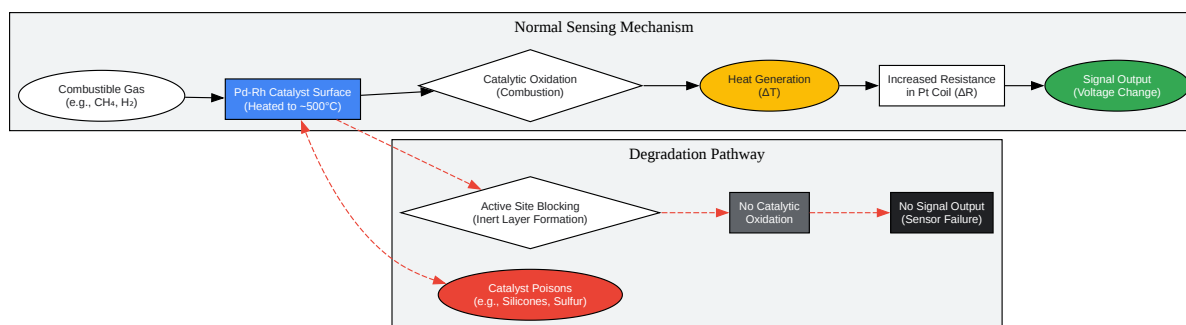 Normal Sensing Mechanism
Combustible Gas
(e.g., CH₄, H₂)
Pd-Rh Catalyst Surface
(Heated to ~500°C)
Catalytic Oxidation
(Combustion)
Heat Generation
(ΔT)
Increased Resistance
in Pt Coil (ΔR)
Signal Output
(Voltage Change)
Degradation Pathway
Active Site Blocking
(Inert Layer Formation)
No Catalytic
Oxidation
No Signal Output
(Sensor Failure)
Catalyst Poisons
(e.g., Silicones, Sulfur)